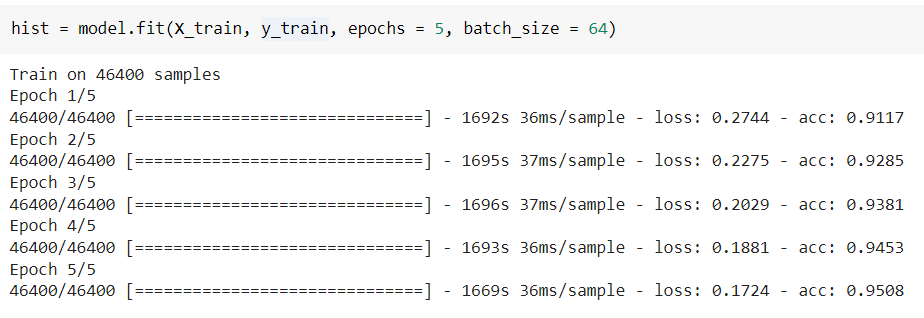 hist = model.fit(X_train, y_train, epochs = 5, batch_size = 64)
Train on 46400 samples
Epoch 1/5
46400/46400 [==============================] - 1692s 36ms/sample - loss: 0.2744 - acc: 0.9117
Epoch 2/5
46400/46400 [==============================] - 1695s 37ms/sample - loss: 0.2275 - acc: 0.9285
Epoch 3/5
46400/46400 [==============================] - 1696s 37ms/sample - loss: 0.2029 - acc: 0.9381
Epoch 4/5
46400/46400 [==============================] - 1693s 36ms/sample - loss: 0.1881 - acc: 0.9453
Epoch 5/5
46400/46400 [==============================] - 1669s 36ms/sample - loss: 0.1724 - acc: 0.9508